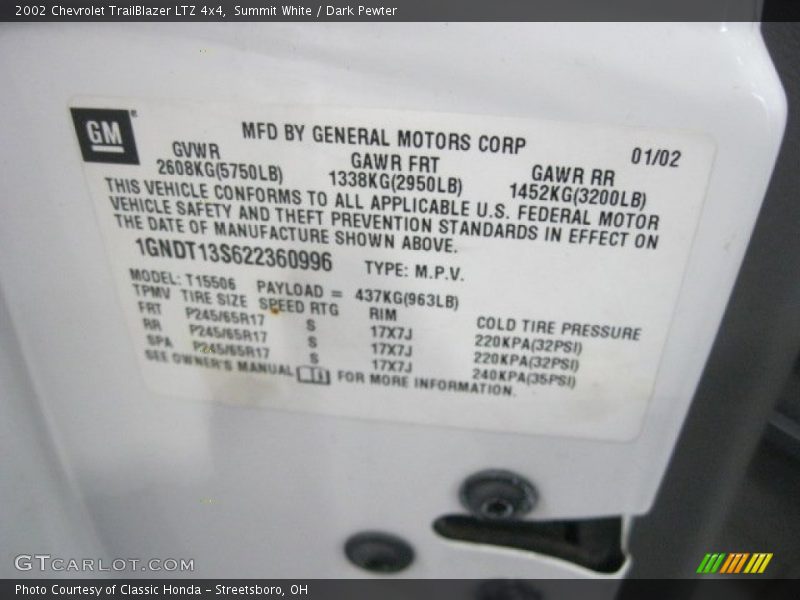 2002 Chevrolet TrailBlazer LTZ 4x4, Summit White / Dark Pewter
GM
MFD BY GENERAL MOTORS CORP
01/02
GVWR GAWR FRT GAWR RR
2608KG(5750LB) 1338KG(2950LB) 1452KG(3200LB)
THIS VEHICLE CONFORMS TO ALL APPLICABLE U.S. FEDERAL MOTOR
VEHICLE SAFETY AND THEFT PREVENTION STANDARDS IN EFFECT ON
THE DATE OF MANUFACTURE SHOWN ABOVE.
1GNDT13S622360996 TYPE: M.P.V.
MODEL: T15506 PAYLOAD = 437KG(963LB)
TPMV TIRE SIZE SPEED RTG RIM COLD TIRE PRESSURE
FRT P245/65R17 S 17X7J 220KPA(32PSI)
RR P245/65R17 S 17X7J 220KPA(32PSI)
SPA P245/65R17 S 17X7J 240KPA(35PSI)
SEE OWNER'S MANUAL FOR MORE INFORMATION.
GTCARLOT.COM
Photo Courtesy of Classic Honda - Streetsboro, OH